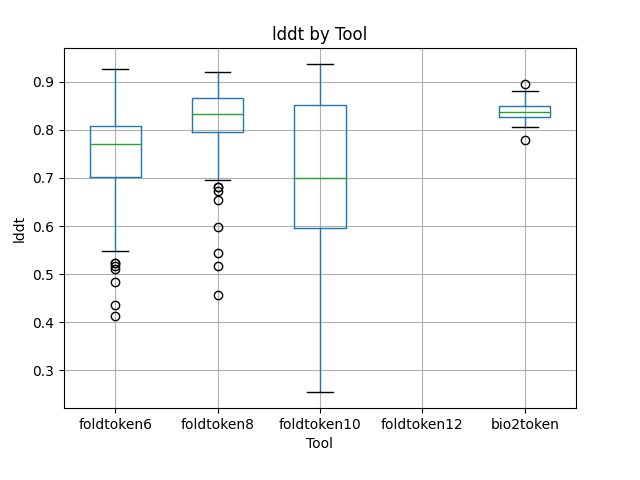 lddt by Tool
lddt
0.9
0.8
0.7
0.6
0.5
0.4
0.3
foldtoken6 foldtoken8 foldtoken10 foldtoken12 bio2token
Tool